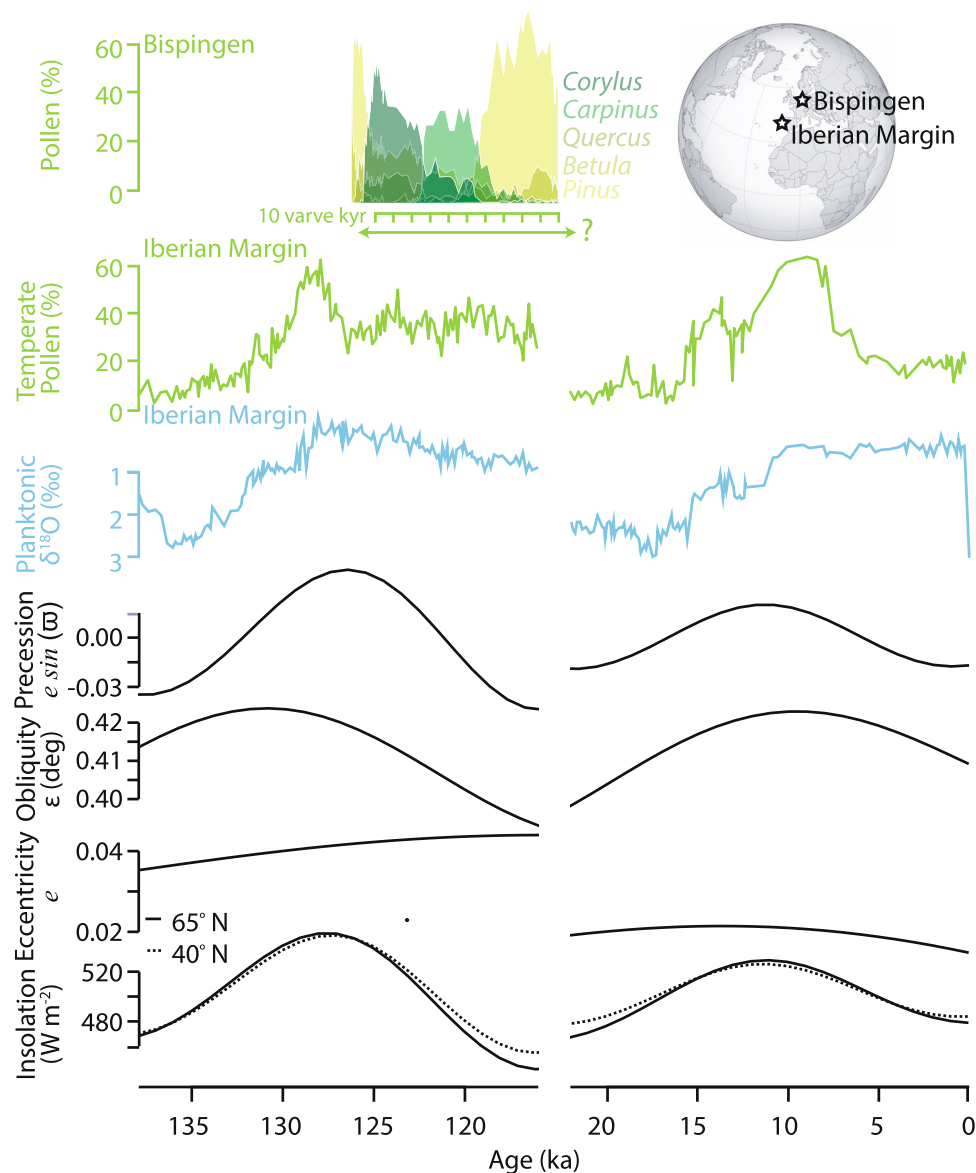 Bispingen
Pollen (%)
60
40
20
0
Corylus
Carpinus
Quercus
Betula
Pinus
10 varve kyr
?
Bispingen
Iberian Margin
Iberian Margin
Temperate
Pollen (%)
60
40
20
0
Iberian Margin
Planktonic
δ¹⁸O (‰)
1
2
3
Precession
e sin (ϖ)
0.00
-0.03
Obliquity
ε (deg)
0.42
0.41
0.40
Eccentricity
e
0.04
0.02
65° N
40° N
Insolation
(W m⁻²)
520
480
135 130 125 120 20 15 10 5 0
Age (ka)